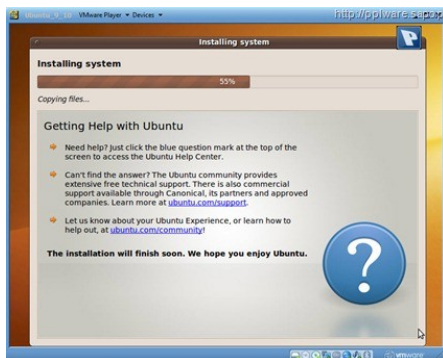 Ubuntu_9_10 VMware Player Devices
http://pplware.sapo.p
Installing system
Installing system
55%
Copying files...
Getting Help with Ubuntu
Need help? Just click the blue question mark at the top of the
screen to access the Ubuntu Help Center.
Can't find the answer? The Ubuntu community provides
extensive free technical support. There is also commercial
support available through Canonical, its partners and approved
companies. Learn more at ubuntu.com/support.
Let us know about your Ubuntu Experience, or learn how to
help out, at ubuntu.com/community!
The installation will finish soon. We hope you enjoy Ubuntu.
?
vmware